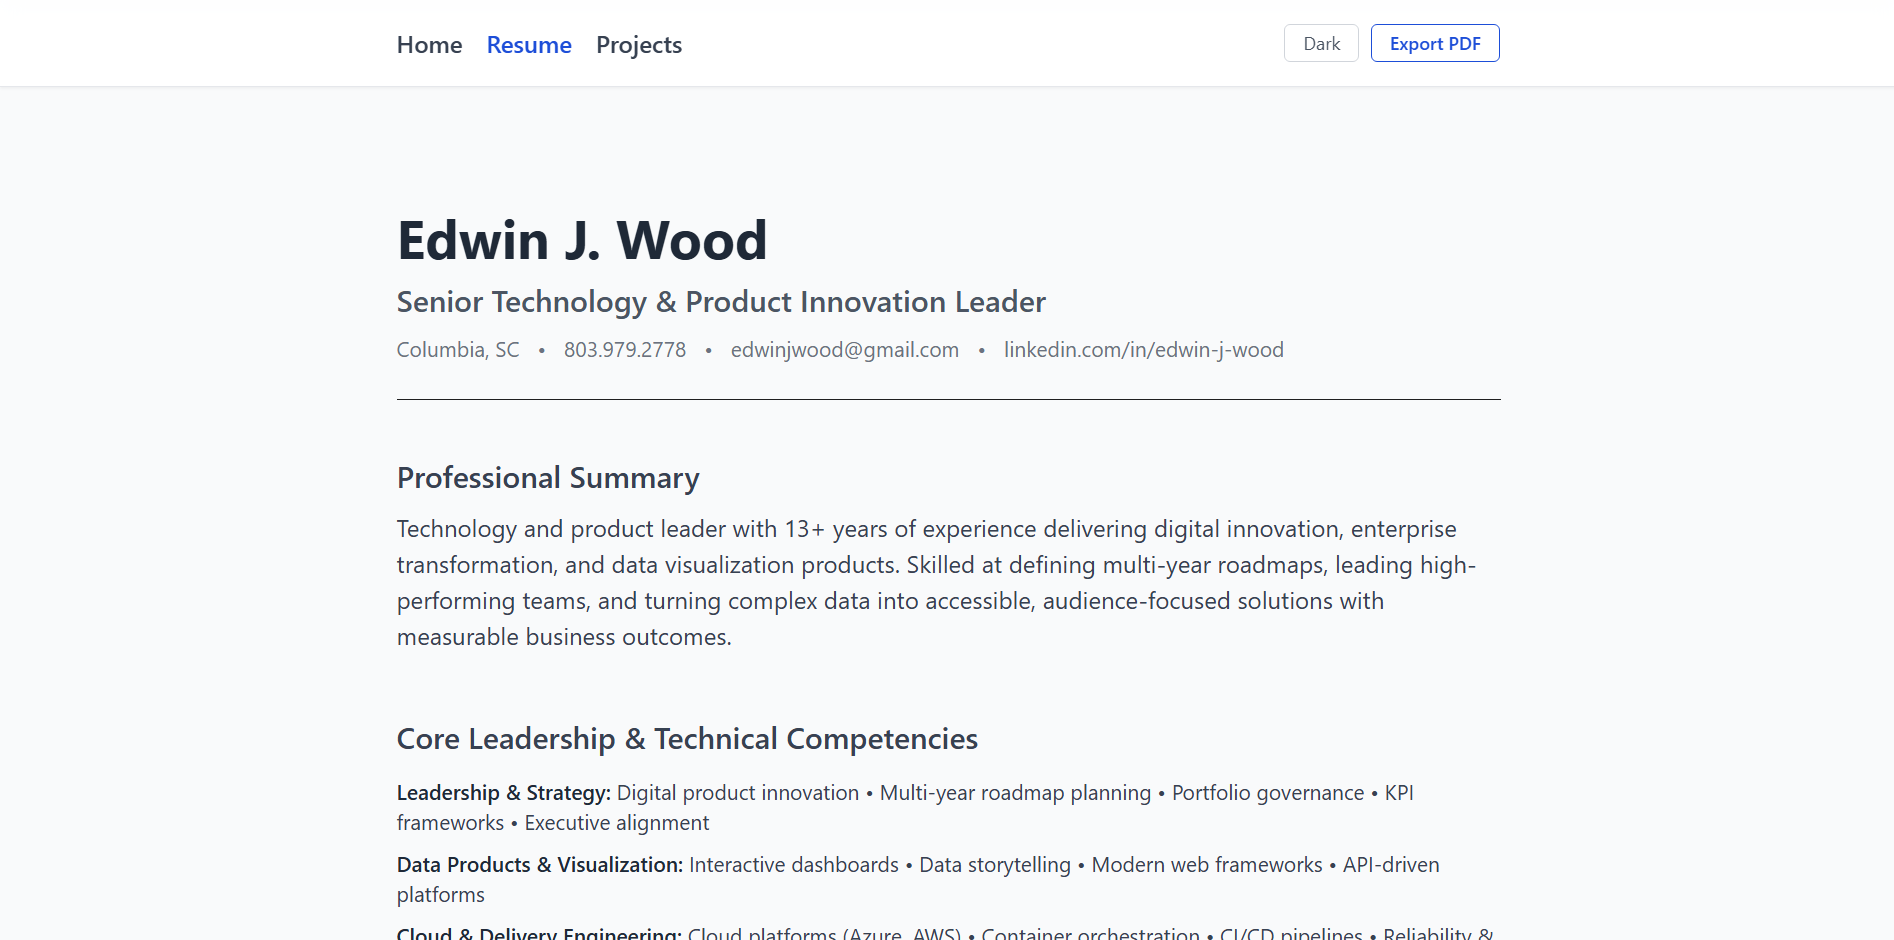 Home Resume Projects Dark Export PDF
Edwin J. Wood
Senior Technology & Product Innovation Leader
Columbia, SC • 803.979.2778 • edwinjwood@gmail.com • linkedin.com/in/edwin-j-wood
Professional Summary
Technology and product leader with 13+ years of experience delivering digital innovation, enterprise
transformation, and data visualization products. Skilled at defining multi-year roadmaps, leading high-
performing teams, and turning complex data into accessible, audience-focused solutions with
measurable business outcomes.
Core Leadership & Technical Competencies
Leadership & Strategy: Digital product innovation • Multi-year roadmap planning • Portfolio governance • KPI
frameworks • Executive alignment
Data Products & Visualization: Interactive dashboards • Data storytelling • Modern web frameworks • API-driven
platforms
Cloud & Delivery Engineering: Cloud platforms (Azure, AWS) • Container orchestration • CI/CD pipelines • Reliability &